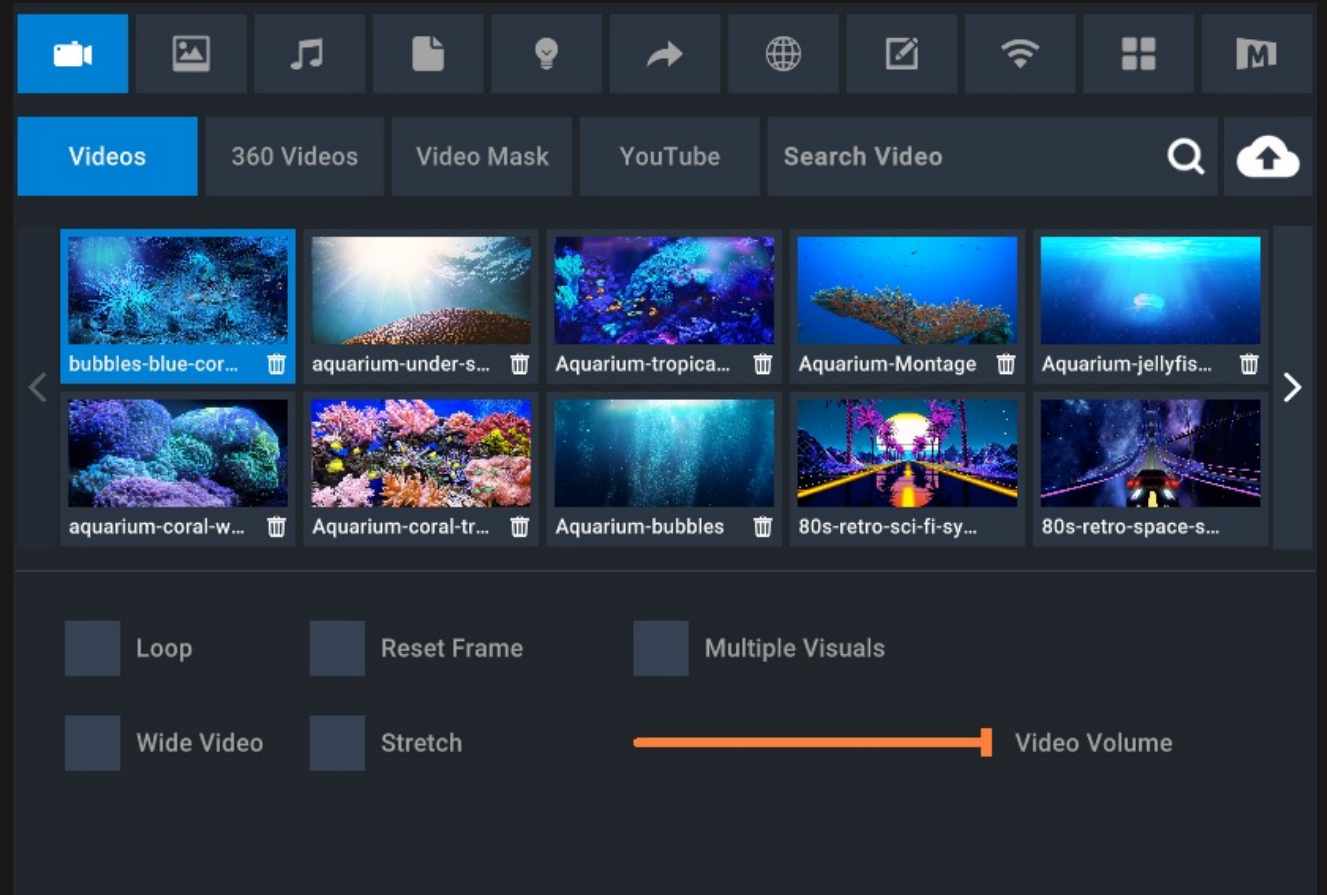 M
Videos
360 Videos
Video Mask
YouTube
Search Video
bubbles-blue-cor...
aquarium-under-s...
Aquarium-tropica...
Aquarium-Montage
Aquarium-jellyfis...
aquarium-coral-w...
Aquarium-coral-tr...
Aquarium-bubbles
80s-retro-sci-fi-sy...
80s-retro-space-s...
Loop
Reset Frame
Multiple Visuals
Wide Video
Stretch
Video Volume